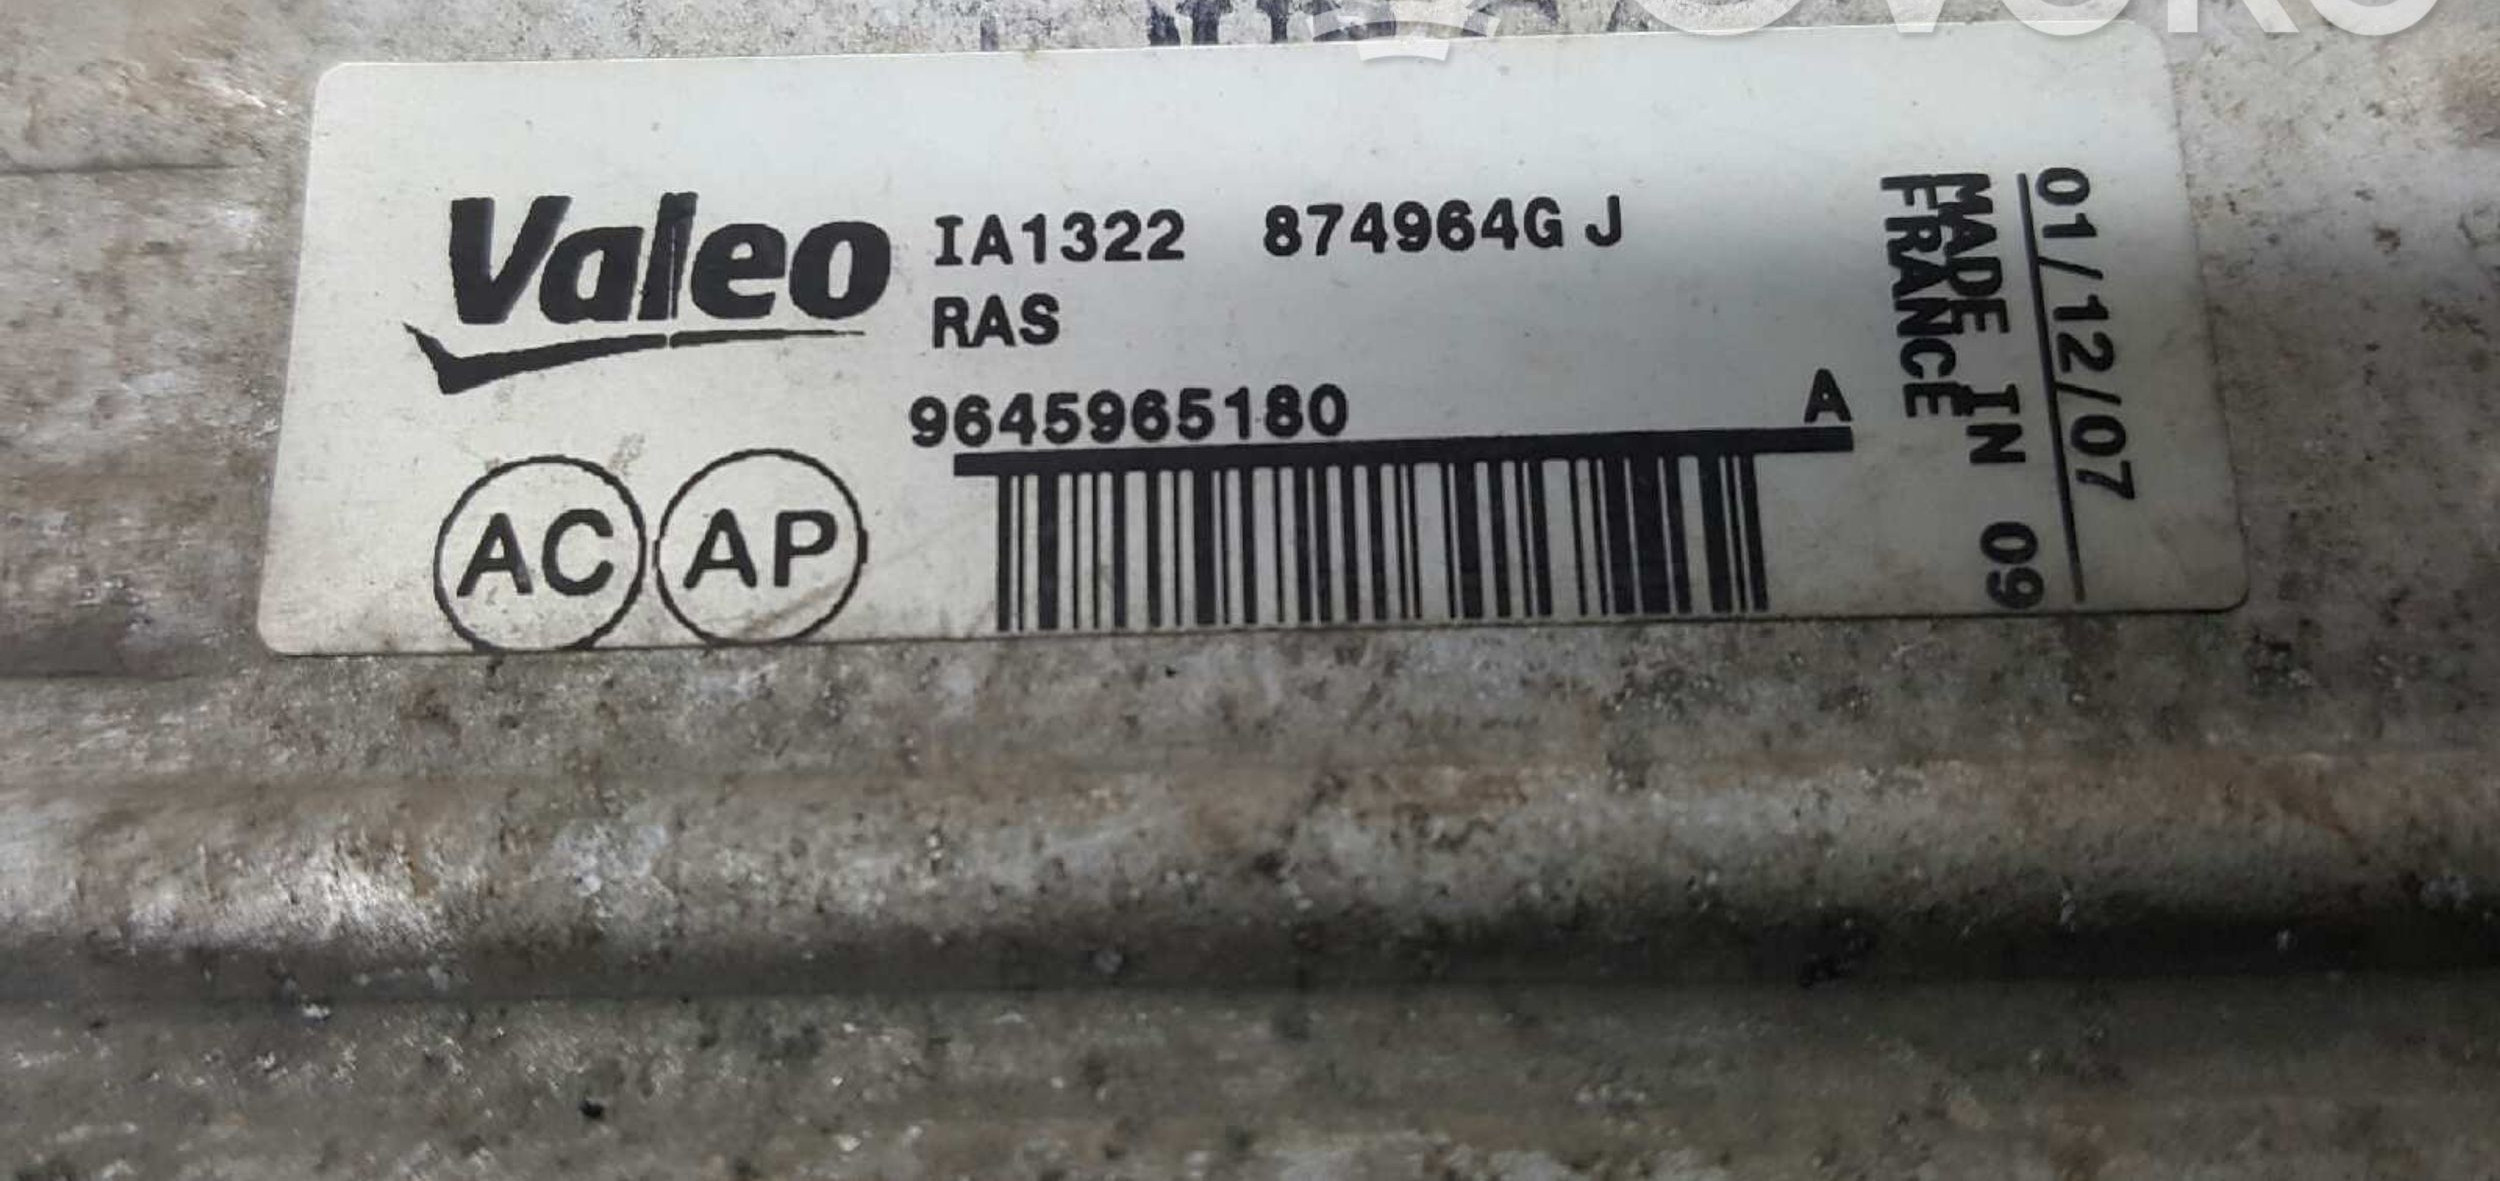 Valeo
IA1322 874964G J
RAS
9645965180 A
AC AP
01/12/07
MADE IN 09
FRANCE